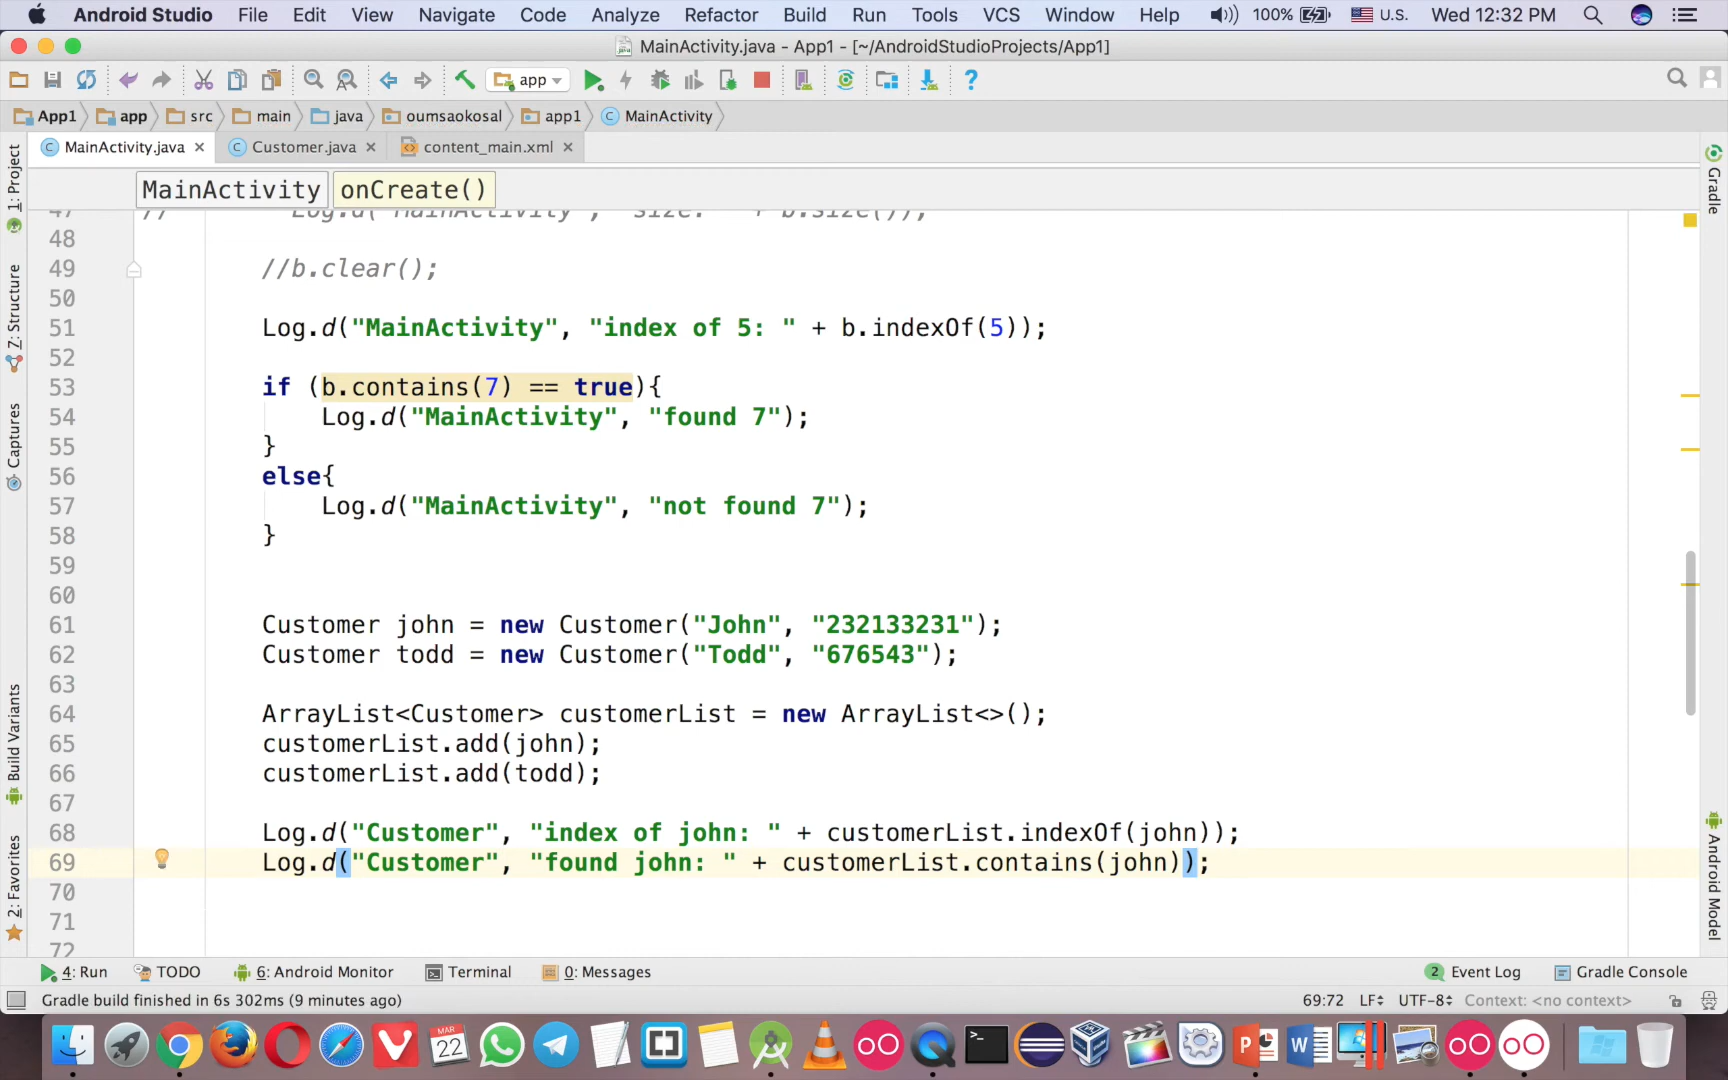 Android Studio File Edit View Navigate Code Analyze Refactor Build Run Tools VCS Window Help 100% U.S. Wed 12:32 PM
MainActivity.java - App1 - [~/AndroidStudioProjects/App1]
app
App1 app src main java oumsaokosal app1 MainActivity
MainActivity.java Customer.java content_main.xml
MainActivity onCreate()
47 // Log.d("MainActivity", "size: " + b.size());
48
49 //b.clear();
50
51 Log.d("MainActivity", "index of 5: " + b.indexOf(5));
52
53 if (b.contains(7) == true){
54 Log.d("MainActivity", "found 7");
55 }
56 else{
57 Log.d("MainActivity", "not found 7");
58 }
59
60
61 Customer john = new Customer("John", "232133231");
62 Customer todd = new Customer("Todd", "676543");
63
64 ArrayList<Customer> customerList = new ArrayList<>();
65 customerList.add(john);
66 customerList.add(todd);
67
68 Log.d("Customer", "index of john: " + customerList.indexOf(john));
69 Log.d("Customer", "found john: " + customerList.contains(john));
70
71
72
1: Project
Z: Structure
Captures
Build Variants
2: Favorites
Gradle
Android Model
4: Run TODO 6: Android Monitor Terminal 0: Messages 2 Event Log Gradle Console
Gradle build finished in 6s 302ms (9 minutes ago) 69:72 LF UTF-8 Context: <no context>
MAR
22